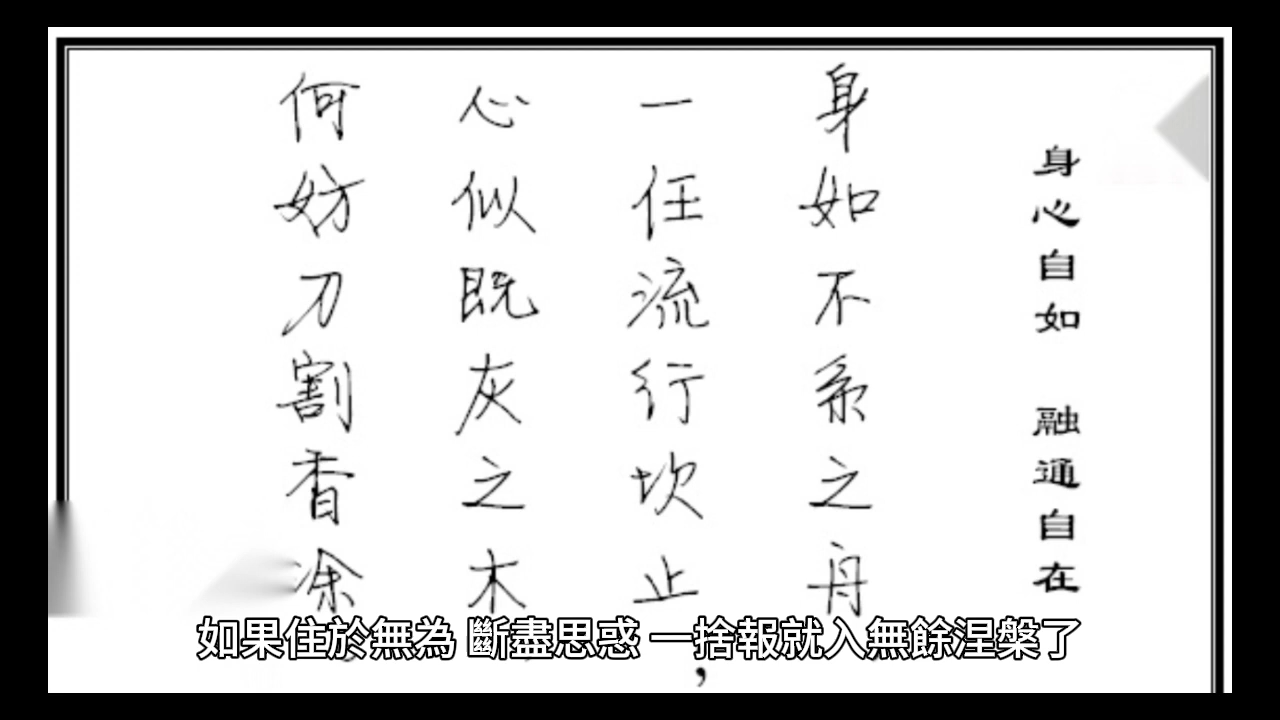 身心自如 融通自在
身如不系之舟
一任流行坎止，
心似既灰之木
何妨刀割香涂
如果住於無為 斷盡思惑 一捨報就入無餘涅槃了